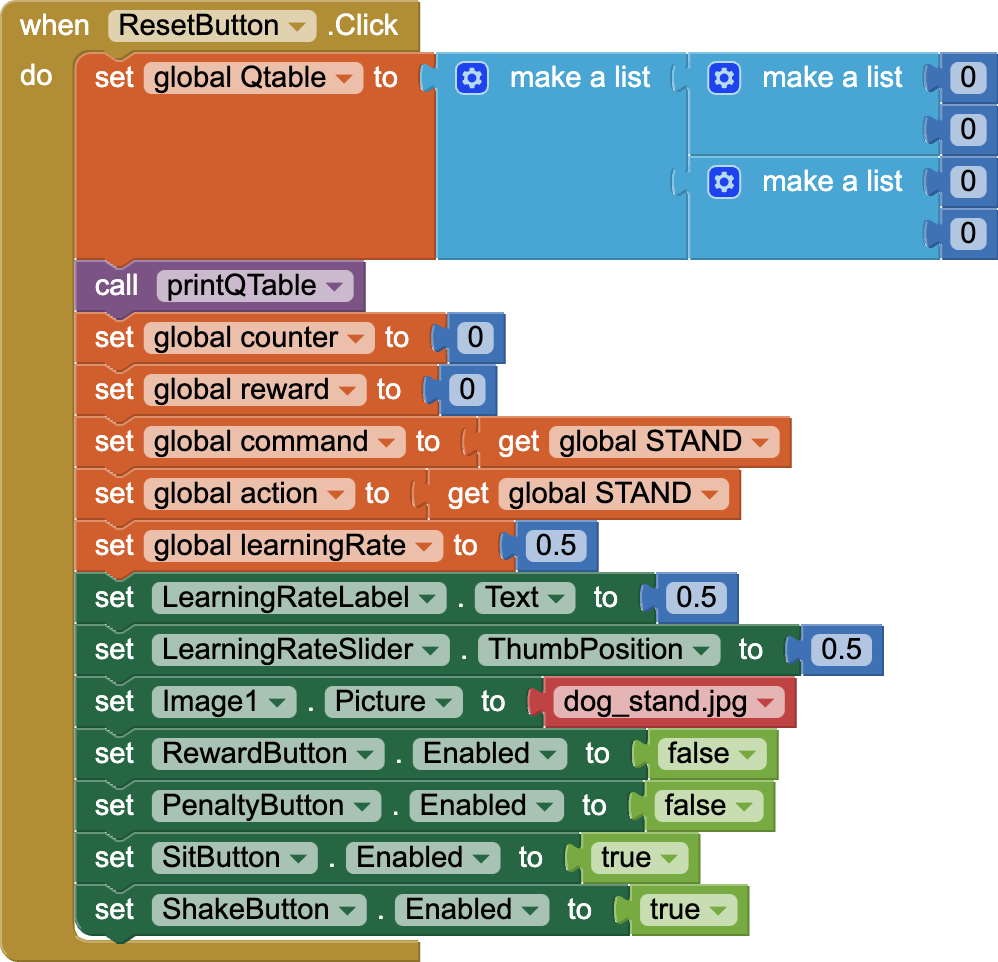 when ResetButton .Click
do set global Qtable to make a list make a list 0
0
make a list 0
0
call printQTable
set global counter to 0
set global reward to 0
set global command to get global STAND
set global action to get global STAND
set global learningRate to 0.5
set LearningRateLabel . Text to 0.5
set LearningRateSlider . ThumbPosition to 0.5
set Image1 . Picture to dog_stand.jpg
set RewardButton . Enabled to false
set PenaltyButton . Enabled to false
set SitButton . Enabled to true
set ShakeButton . Enabled to true